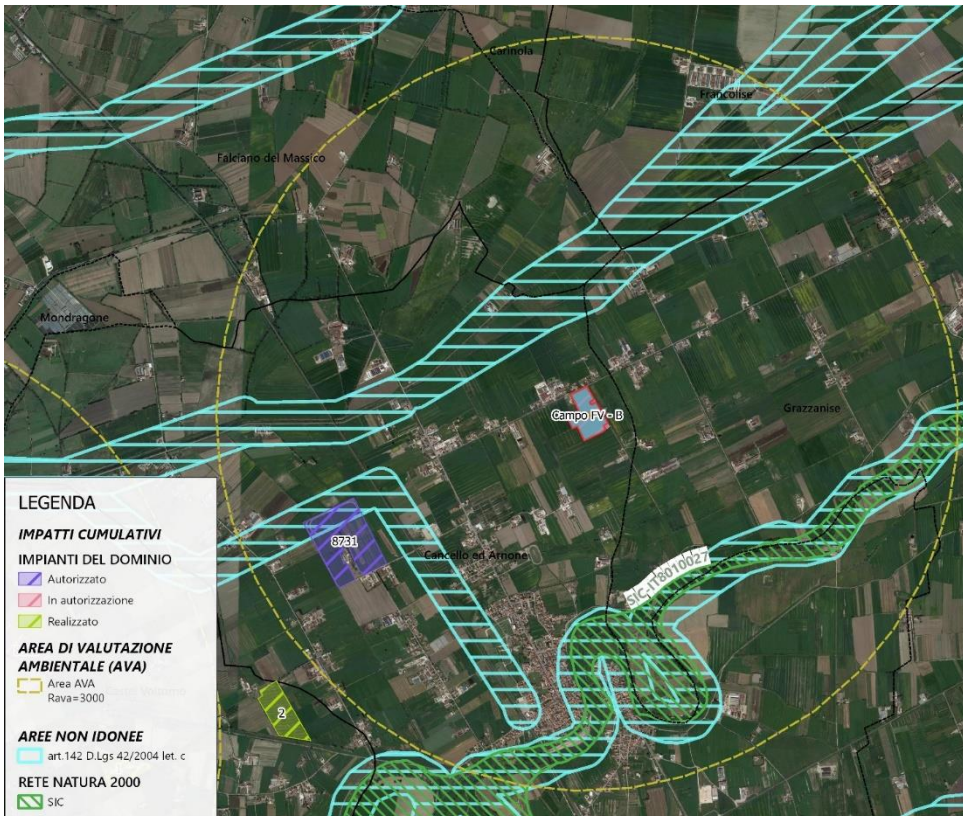 Carinola
Francolise
Falciano del Massico
Mondragone
Campo FV - B
Grazzanise
8731
Cancello ed Arnone
SIC-IT8010027
2
LEGENDA
IMPATTI CUMULATIVI
IMPIANTI DEL DOMINIO
Autorizzato
In autorizzazione
Realizzato
AREA DI VALUTAZIONE
AMBIENTALE (AVA)
Area AVA
Rava=3000
AREE NON IDONEE
art.142 D.Lgs 42/2004 let. c
RETE NATURA 2000
SIC